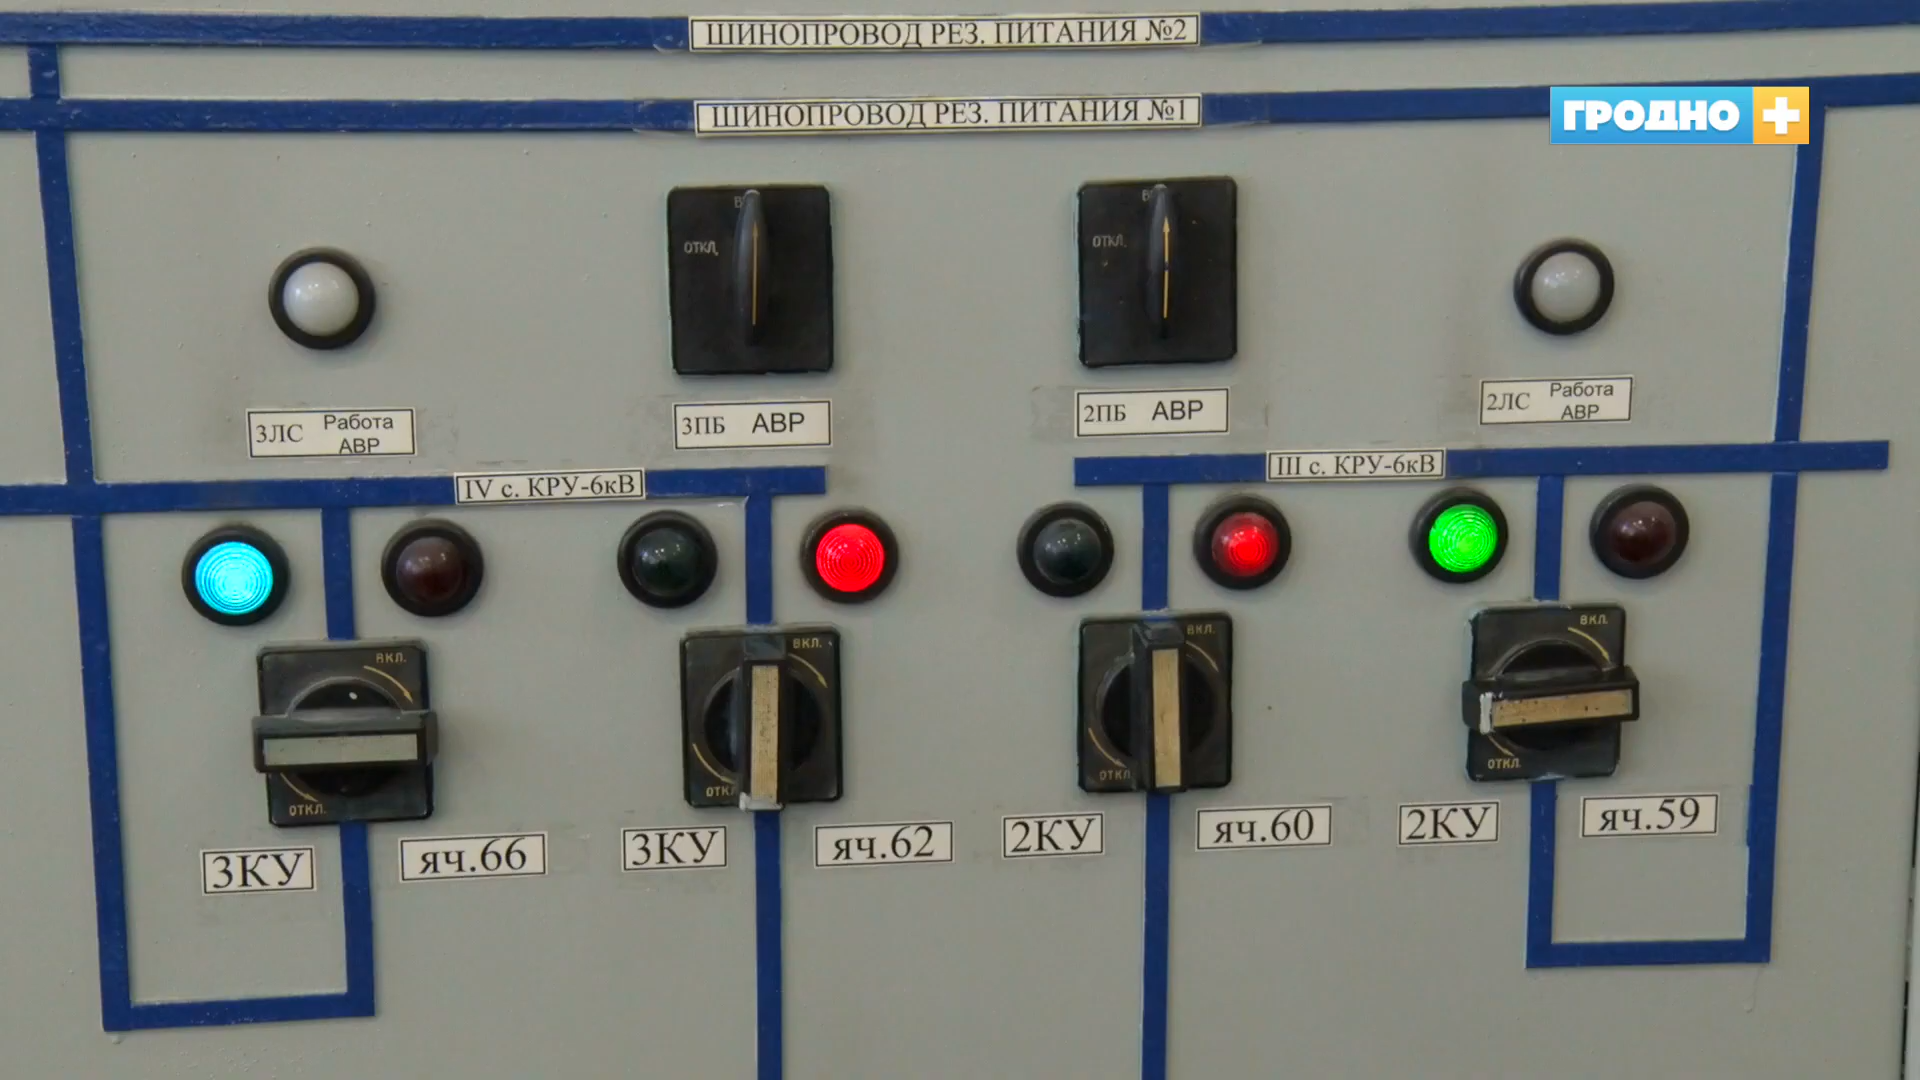 ШИНОПРОВОД РЕЗ. ПИТАНИЯ №2
ШИНОПРОВОД РЕЗ. ПИТАНИЯ №1
ГРОДНО +
ОТКЛ.
ОТКЛ.
3ЛС Работа
АВР
3ПБ АВР
2ПБ АВР
2ЛС Работа
АВР
IV с. КРУ-6кВ
III с. КРУ-6кВ
ВКЛ.
ОТКЛ.
ВКЛ.
ОТКЛ
ВКЛ.
ОТКЛ
ВКЛ.
ОТКЛ.
3КУ
яч.66
3КУ
яч.62
2КУ
яч.60
2КУ
яч.59